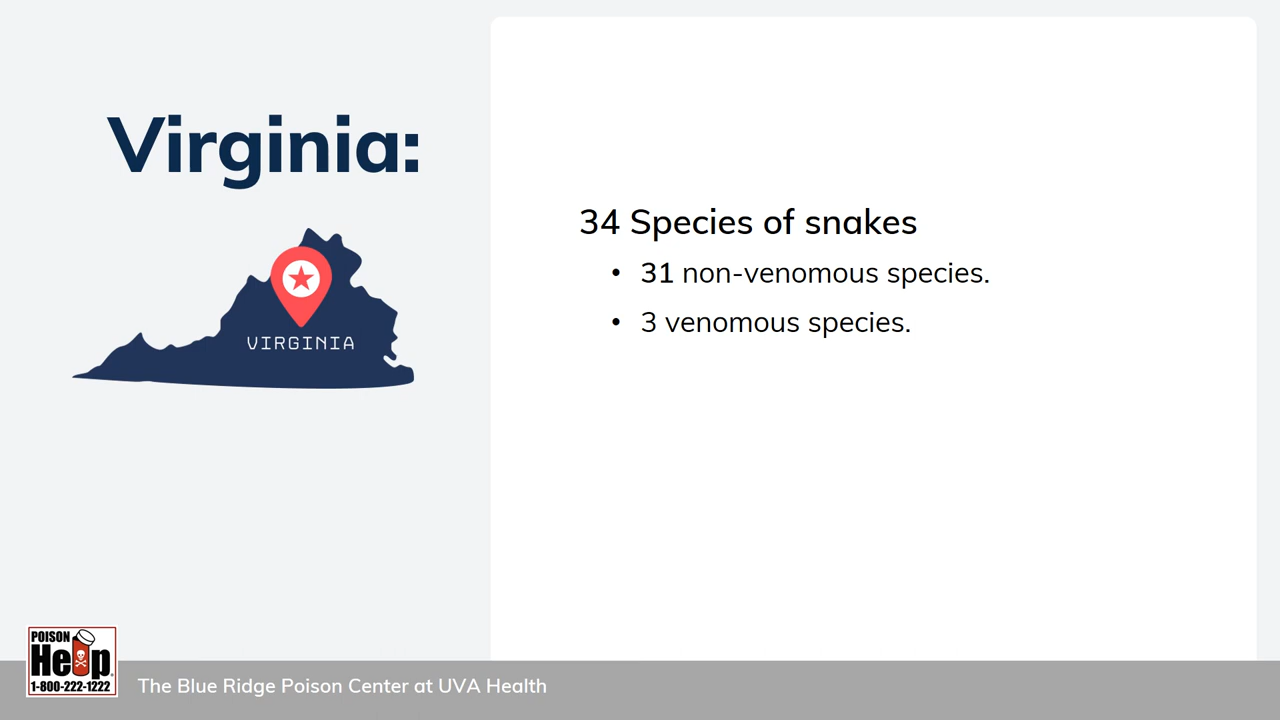 Virginia:
VIRGINIA
34 Species of snakes
• 31 non-venomous species.
• 3 venomous species.
POISON
Help
1-800-222-1222
The Blue Ridge Poison Center at UVA Health